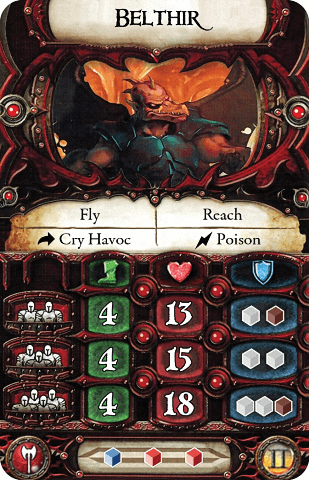 BELTHIR
Fly Reach
Cry Havoc Poison
4 13
4 15
4 18
II